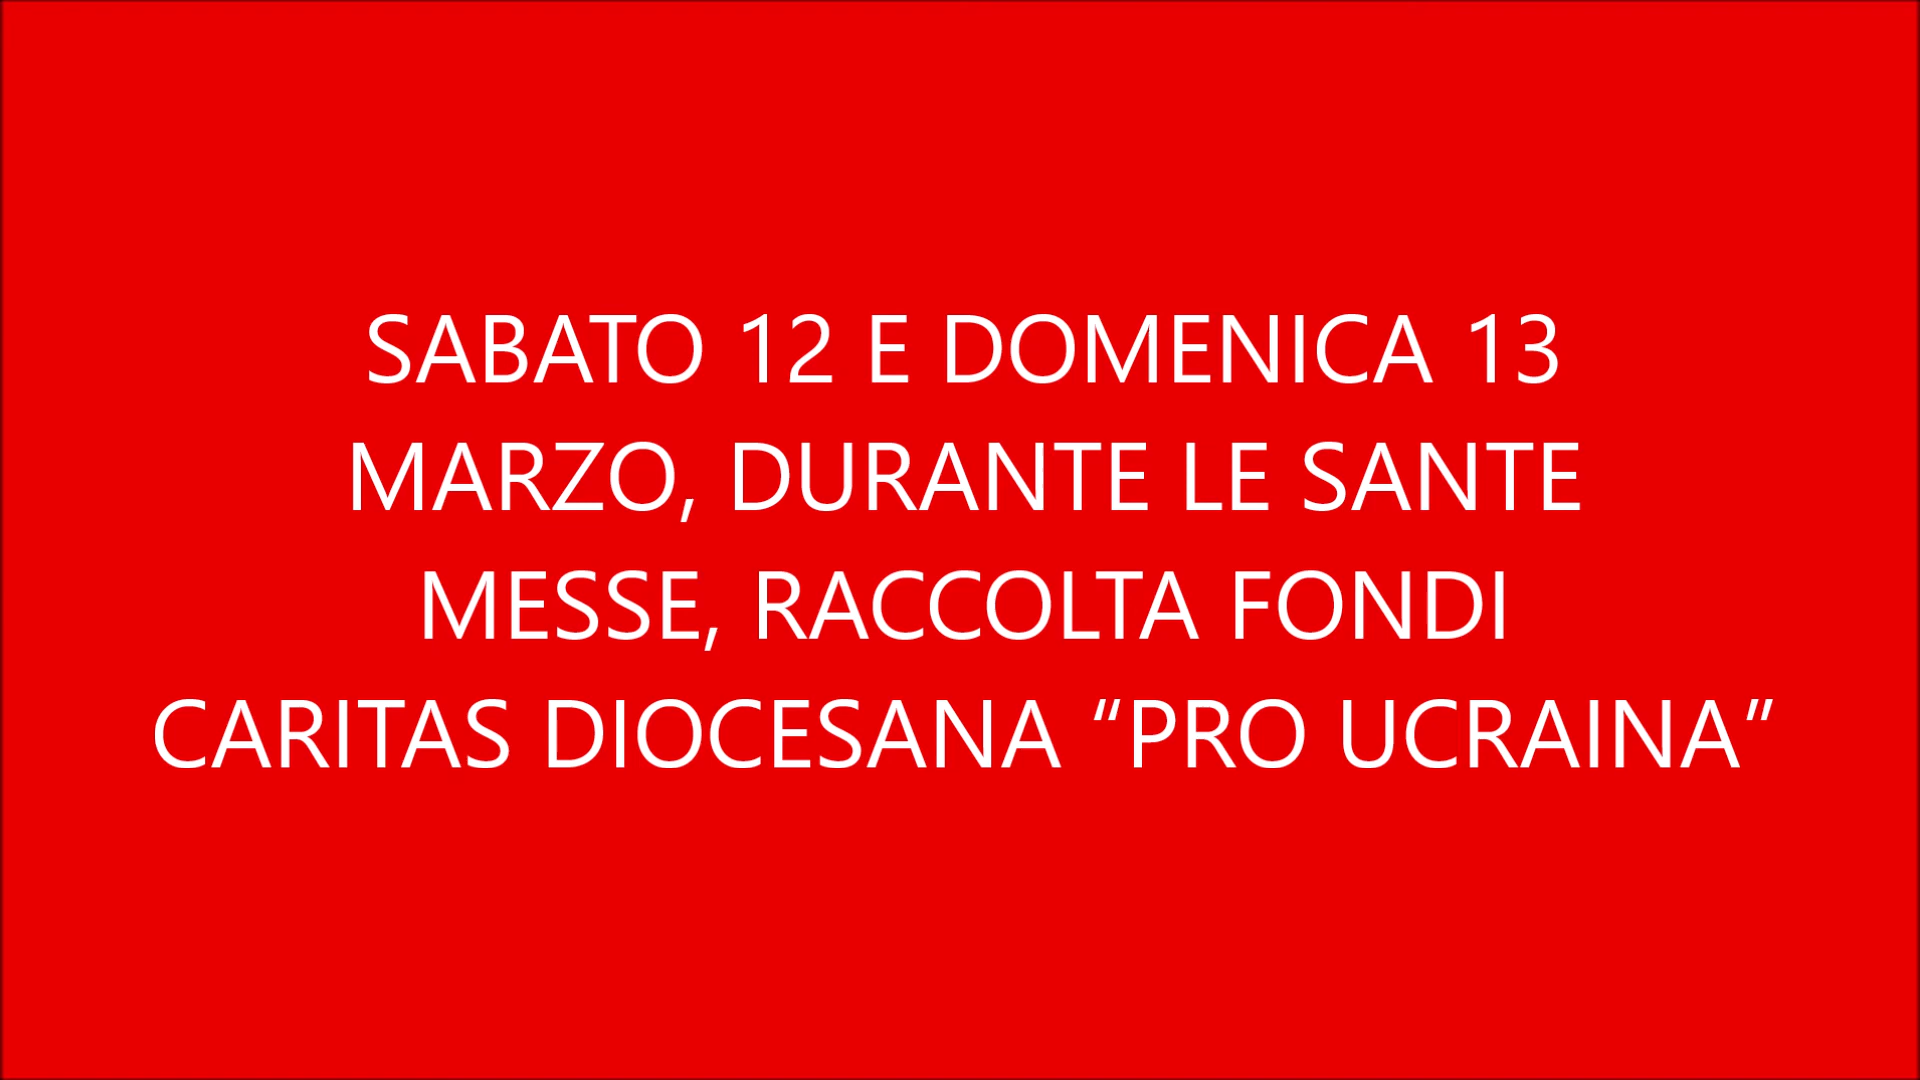 SABATO 12 E DOMENICA 13
MARZO, DURANTE LE SANTE
MESSE, RACCOLTA FONDI
CARITAS DIOCESANA “PRO UCRAINA”